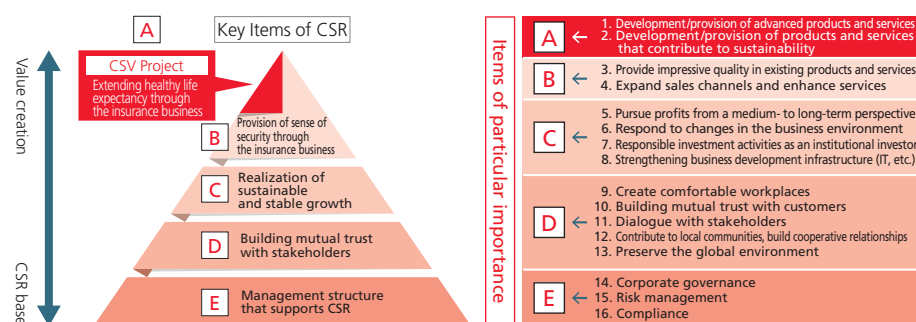 A
Key Items of CSR
Value creation
CSR base
CSV Project
Extending healthy life
expectancy through
the insurance business
B
Provision of sense of
security through
the insurance business
C
Realization of
sustainable
and stable growth
D
Building mutual trust
with stakeholders
E
Management structure
that supports CSR
Items of particular importance
A
1. Development/provision of advanced products and services
2. Development/provision of products and services
that contribute to sustainability
B
3. Provide impressive quality in existing products and services
4. Expand sales channels and enhance services
C
5. Pursue profits from a medium- to long-term perspective
6. Respond to changes in the business environment
7. Responsible investment activities as an institutional investor
8. Strengthening business development infrastructure (IT, etc.)
D
9. Create comfortable workplaces
10. Building mutual trust with customers
11. Dialogue with stakeholders
12. Contribute to local communities, build cooperative relationships
13. Preserve the global environment
E
14. Corporate governance
15. Risk management
16. Compliance